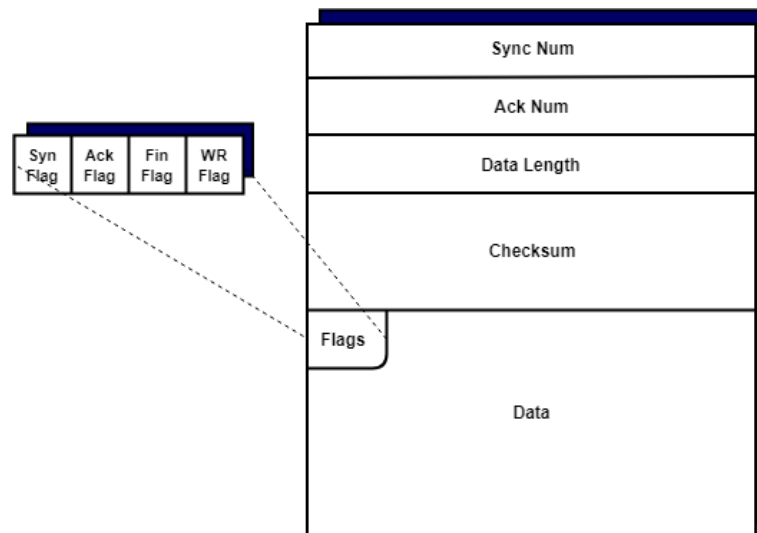 Sync Num
Ack Num
Data Length
Checksum
Syn Flag
Ack Flag
Fin Flag
WR Flag
Flags
Data